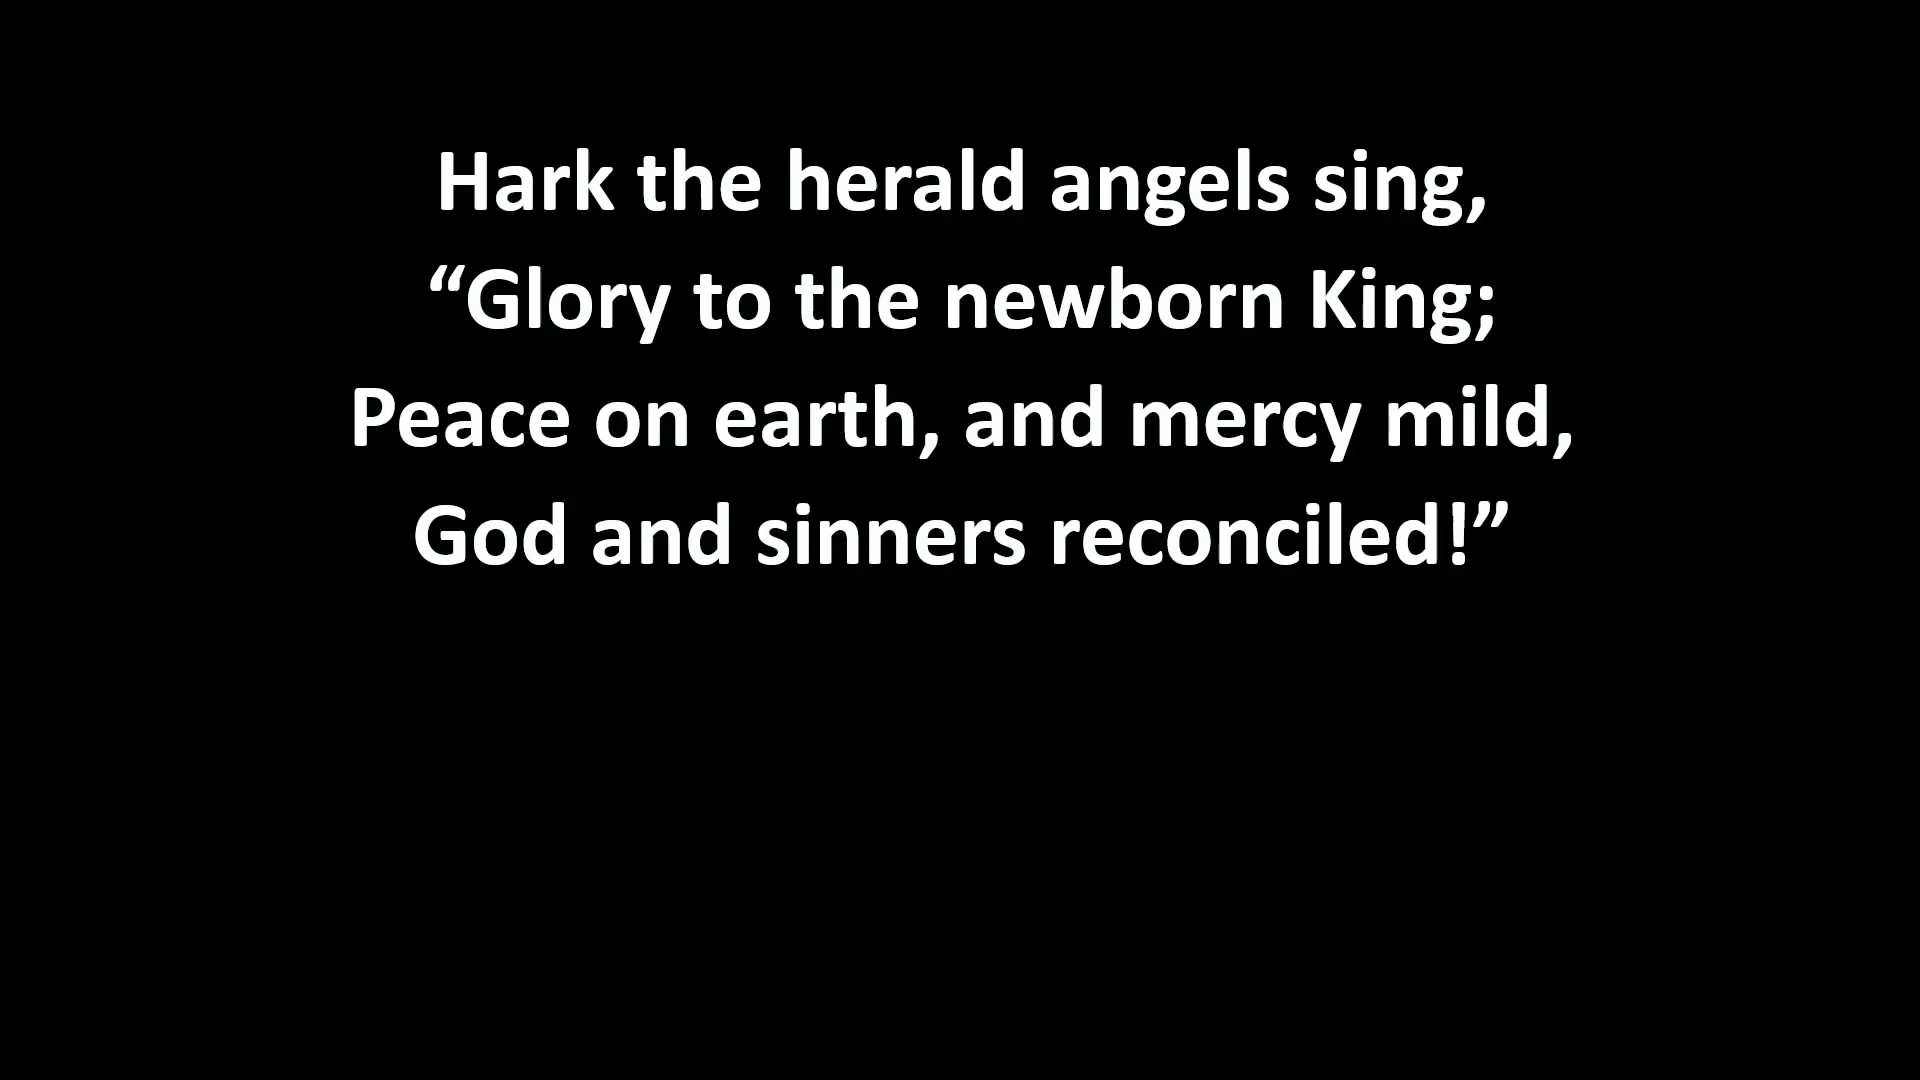 Hark the herald angels sing,
“Glory to the newborn King;
Peace on earth, and mercy mild,
God and sinners reconciled!”